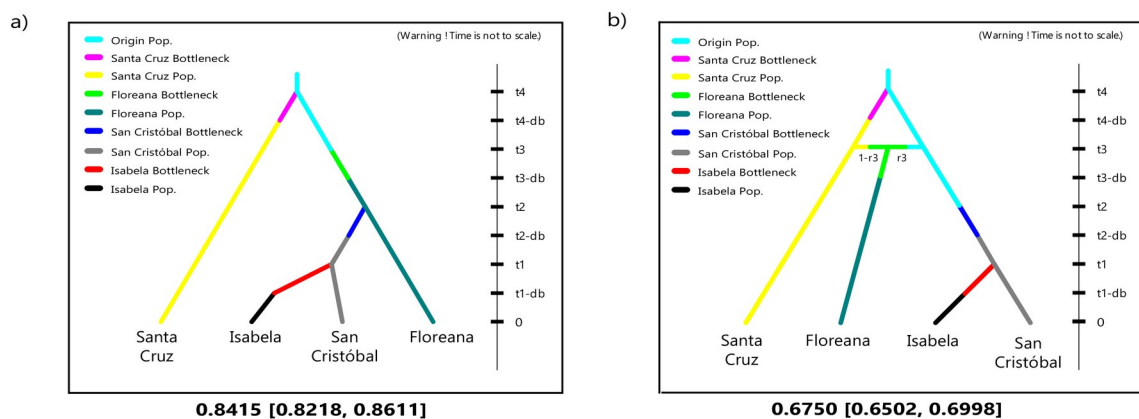 a)
(Warning ! Time is not to scale.)
Origin Pop.
Santa Cruz Bottleneck
Santa Cruz Pop.
Floreana Bottleneck
Floreana Pop.
San Cristóbal Bottleneck
San Cristóbal Pop.
Isabela Bottleneck
Isabela Pop.
t4
t4-db
t3
t3-db
t2
t2-db
t1
t1-db
0
Santa
Cruz
Isabela
San
Cristóbal
Floreana
0.8415 [0.8218, 0.8611]
b)
(Warning ! Time is not to scale.)
Origin Pop.
Santa Cruz Bottleneck
Santa Cruz Pop.
Floreana Bottleneck
Floreana Pop.
San Cristóbal Bottleneck
San Cristóbal Pop.
Isabela Bottleneck
Isabela Pop.
1-r3
r3
t4
t4-db
t3
t3-db
t2
t2-db
t1
t1-db
0
Santa
Cruz
Floreana
Isabela
San
Cristóbal
0.6750 [0.6502, 0.6998]